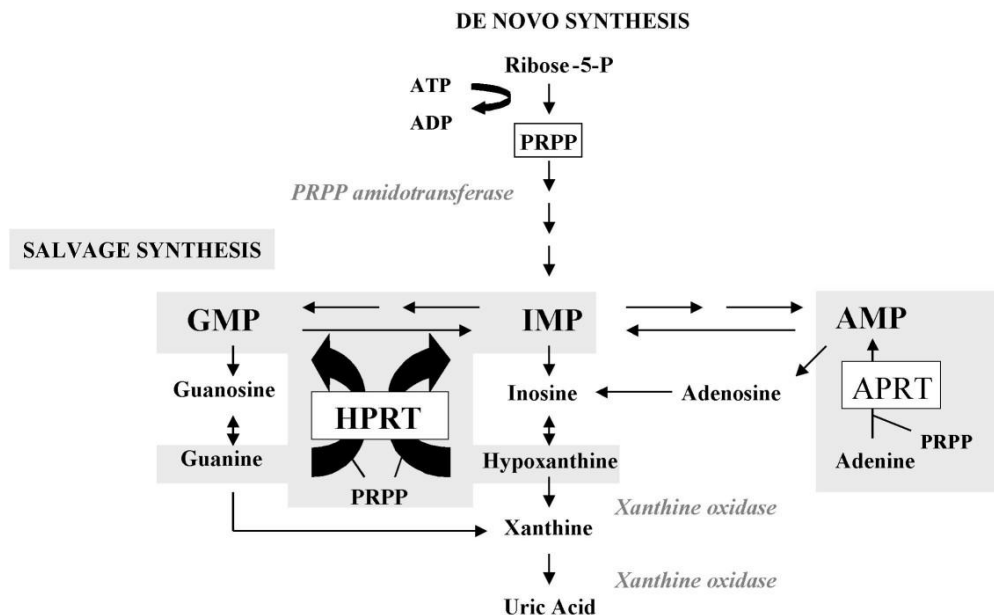 DE NOVO SYNTHESIS
Ribose-5-P
ATP
ADP
PRPP
PRPP amidotransferase
SALVAGE SYNTHESIS
GMP
IMP
AMP
Guanosine
HPRT
Inosine
Adenosine
APRT
PRPP
Guanine
PRPP
Hypoxanthine
Adenine
Xanthine oxidase
Xanthine
Xanthine oxidase
Uric Acid